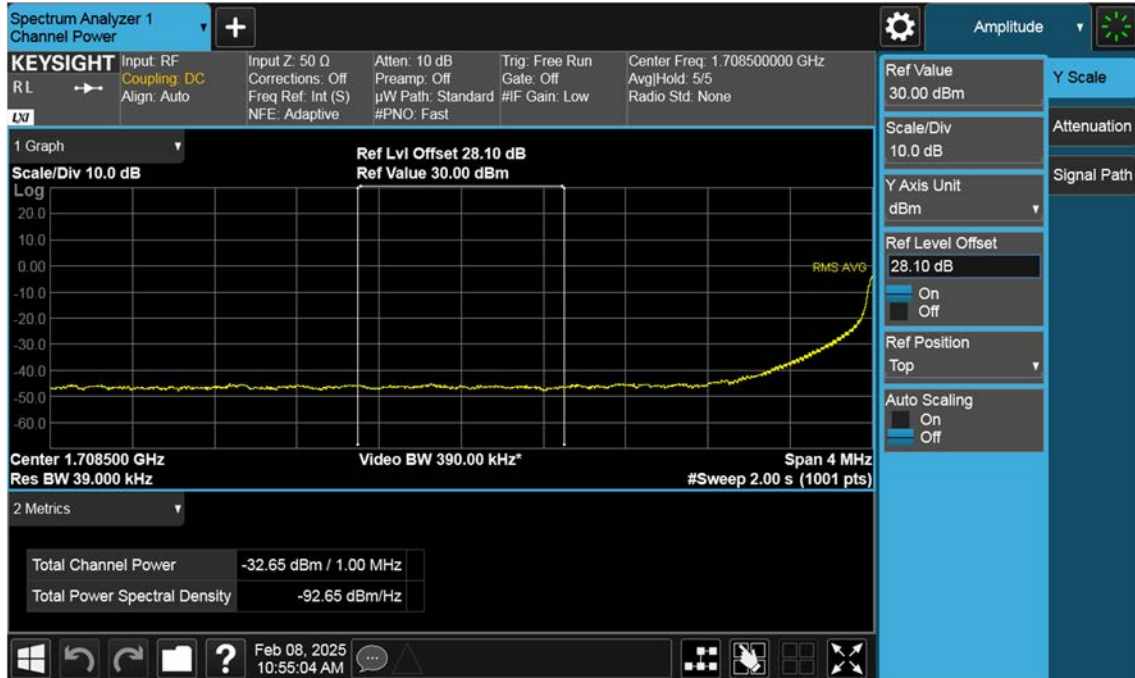 Spectrum Analyzer 1
Channel Power
+
Amplitude
KEYSIGHT
R L
LXI
Input: RF
Coupling: DC
Align: Auto
Input Z: 50 Ω
Corrections: Off
Freq Ref: Int (S)
NFE: Adaptive
Atten: 10 dB
Preamp: Off
µW Path: Standard
#PNO: Fast
Trig: Free Run
Gate: Off
#IF Gain: Low
Center Freq: 1.708500000 GHz
Avg|Hold: 5/5
Radio Std: None
1 Graph
Scale/Div 10.0 dB
Ref Lvl Offset 28.10 dB
Ref Value 30.00 dBm
Log
20.0
10.0
0.00
-10.0
-20.0
-30.0
-40.0
-50.0
-60.0
RMS AVG
Center 1.708500 GHz
Res BW 39.000 kHz
Video BW 390.00 kHz*
Span 4 MHz
#Sweep 2.00 s (1001 pts)
2 Metrics
Total Channel Power -32.65 dBm / 1.00 MHz
Total Power Spectral Density -92.65 dBm/Hz
?
Feb 08, 2025
10:55:04 AM
Ref Value
30.00 dBm
Scale/Div
10.0 dB
Y Axis Unit
dBm
Ref Level Offset
28.10 dB
On
Off
Ref Position
Top
Auto Scaling
On
Off
Y Scale
Attenuation
Signal Path